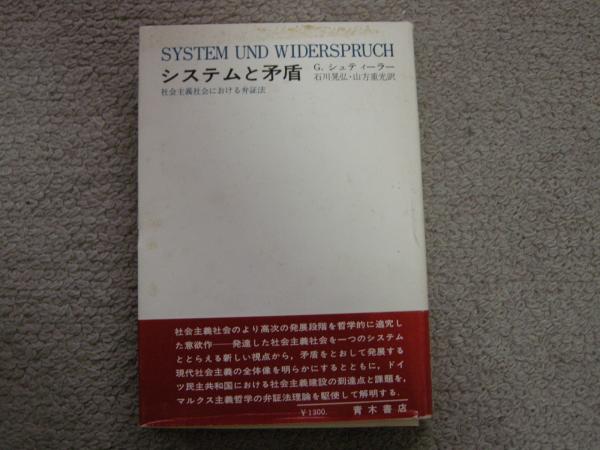 SYSTEM UND WIDERSPRUCH
システムと矛盾
G. シュティーラー
石川晃弘・山方重光訳
社会主義社会における弁証法
社会主義社会のより高次の発展段階を哲学的に追究し
た意欲作――発達した社会主義社会を一つのシステム
ととらえる新しい視点から，矛盾をとおして発展する
現代社会主義の全体像を明らかにするとともに，ドイ
ツ民主共和国における社会主義建設の到達点と課題を，
マルクス主義哲学の弁証法理論を駆使して解明する．
￥1300.
青木書店